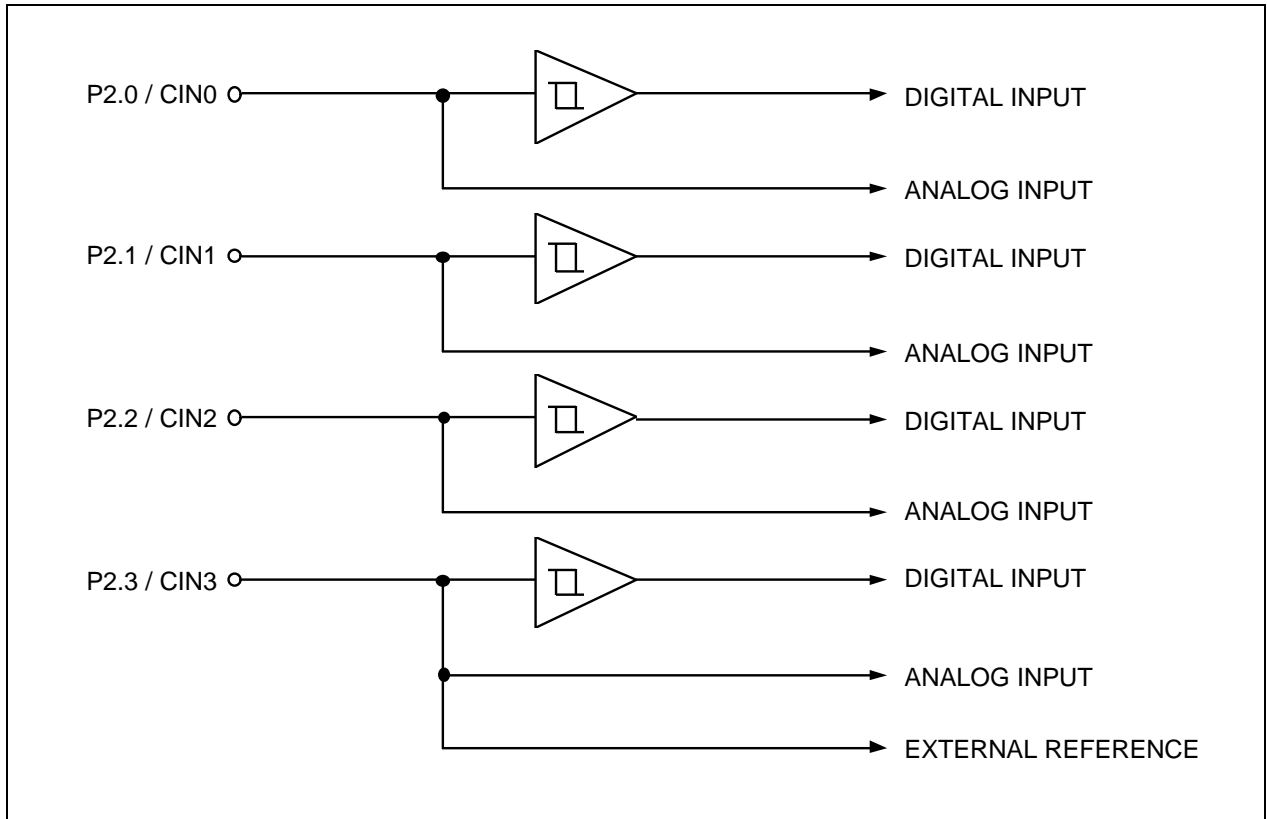 P2.0 / CIN0
DIGITAL INPUT
ANALOG INPUT
P2.1 / CIN1
DIGITAL INPUT
ANALOG INPUT
P2.2 / CIN2
DIGITAL INPUT
ANALOG INPUT
P2.3 / CIN3
DIGITAL INPUT
ANALOG INPUT
EXTERNAL REFERENCE